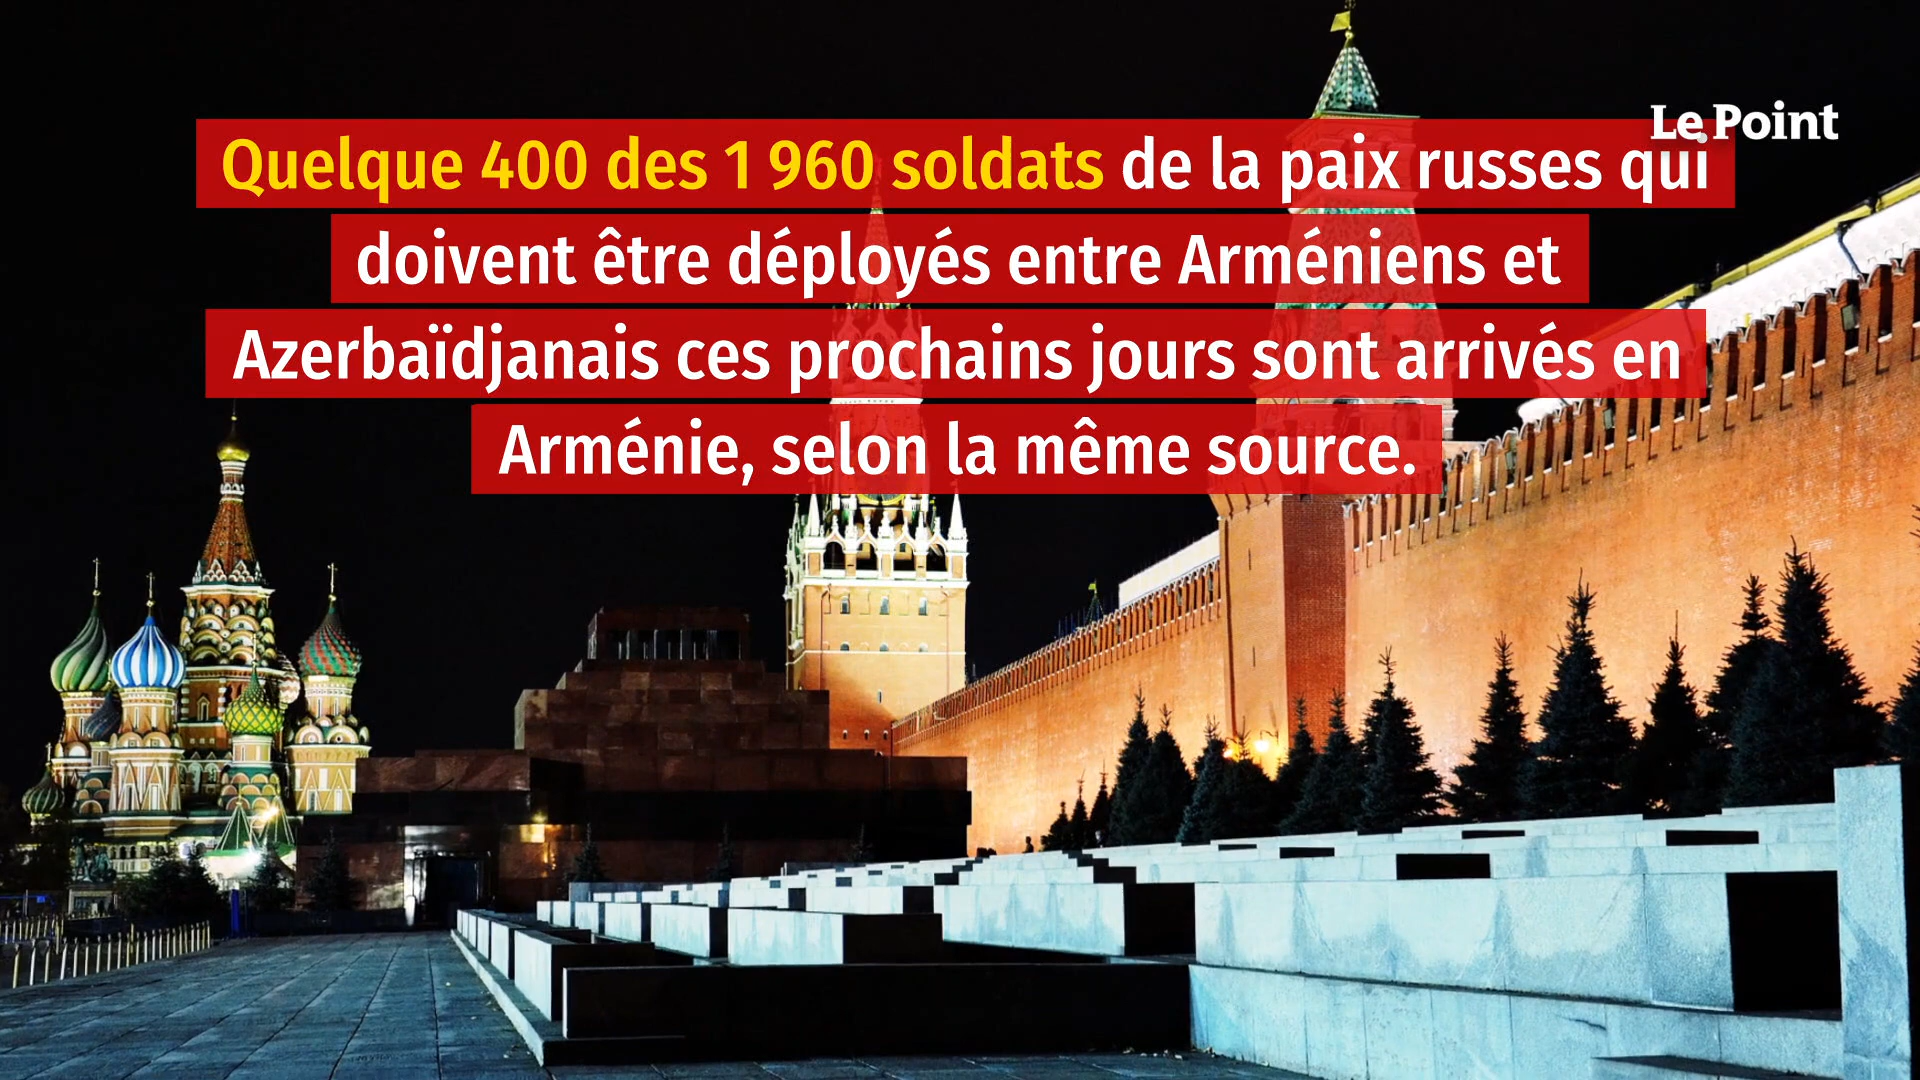 Le Point
Quelque 400 des 1 960 soldats de la paix russes qui
doivent être déployés entre Arméniens et
Azerbaïdjanais ces prochains jours sont arrivés en
Arménie, selon la même source.